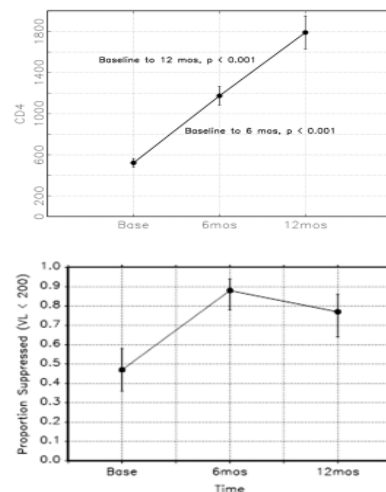 1800
1400
1000
600
200
0
CD4
Baseline to 12 mos, p < 0.001
Baseline to 6 mos, p < 0.001
Base 6mos 12mos
1.0
0.9
0.8
0.7
0.6
0.5
0.4
0.3
0.2
0.1
0.0
Proportion Suppressed (VL < 200)
Base 6mos 12mos
Time